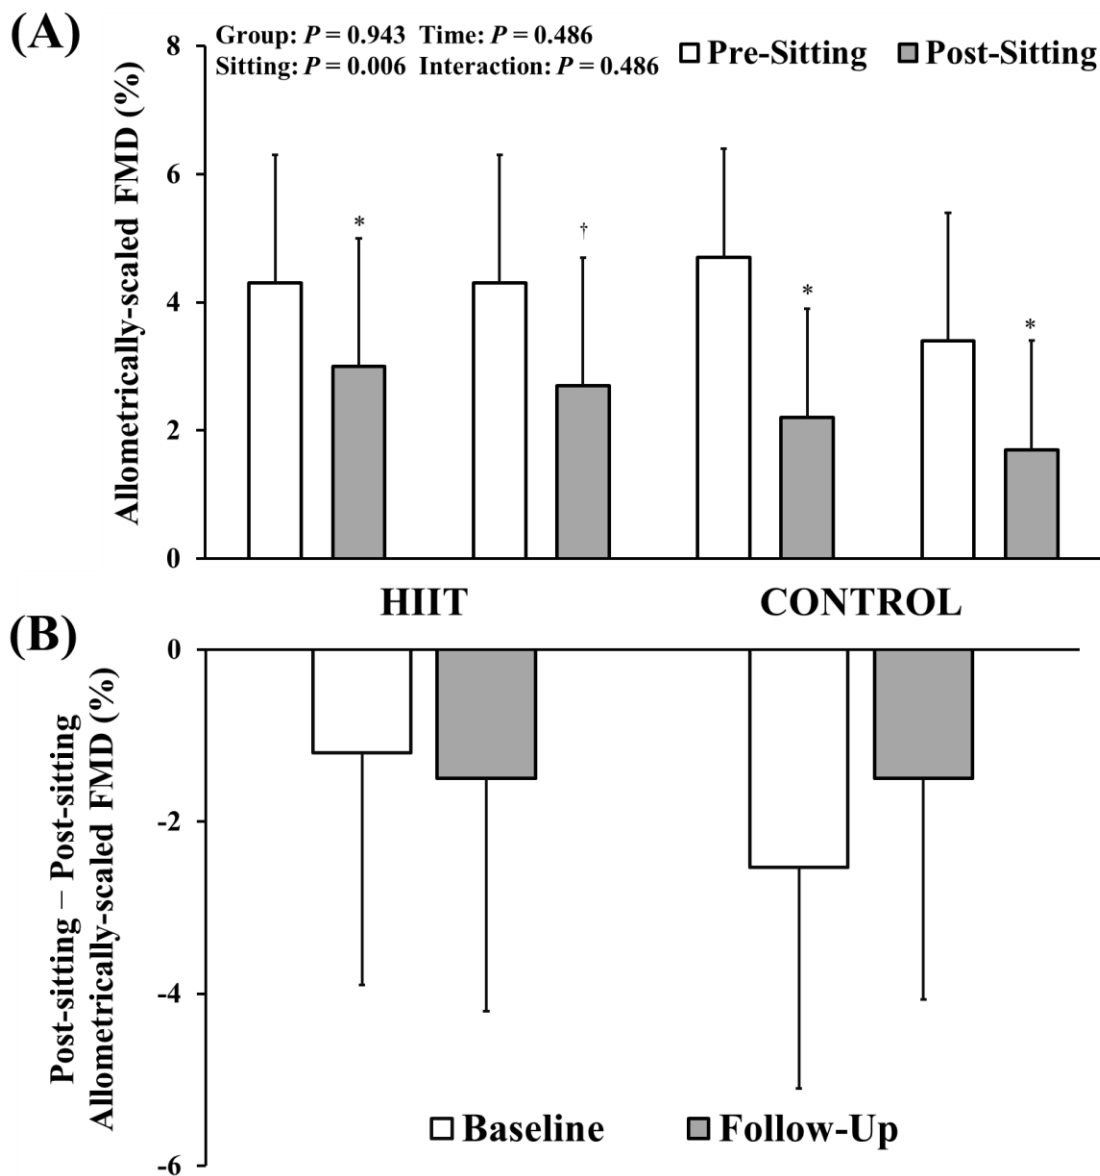 (A)
Group: P = 0.943 Time: P = 0.486
Sitting: P = 0.006 Interaction: P = 0.486
Pre-Sitting Post-Sitting
Allometrically-scaled FMD (%)
8
6
4
2
0
*
†
*
*
HIIT CONTROL
(B)
Post-sitting – Post-sitting
Allometrically-scaled FMD (%)
0
-2
-4
-6
Baseline Follow-Up